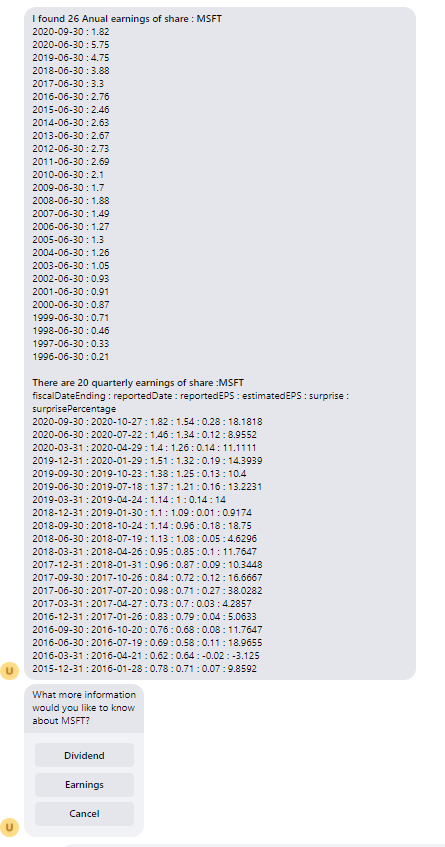 I found 26 Anual earnings of share : MSFT
2020-09-30 : 1.82
2020-06-30 : 5.75
2019-06-30 : 4.75
2018-06-30 : 3.88
2017-06-30 : 3.3
2016-06-30 : 2.76
2015-06-30 : 2.46
2014-06-30 : 2.63
2013-06-30 : 2.67
2012-06-30 : 2.73
2011-06-30 : 2.69
2010-06-30 : 2.1
2009-06-30 : 1.7
2008-06-30 : 1.88
2007-06-30 : 1.49
2006-06-30 : 1.27
2005-06-30 : 1.3
2004-06-30 : 1.26
2003-06-30 : 1.05
2002-06-30 : 0.93
2001-06-30 : 0.91
2000-06-30 : 0.87
1999-06-30 : 0.71
1998-06-30 : 0.46
1997-06-30 : 0.33
1996-06-30 : 0.21
There are 20 quarterly earnings of share :MSFT
fiscalDateEnding : reportedDate : reportedEPS : estimatedEPS : surprise :
surprisePercentage
2020-09-30 : 2020-10-27 : 1.82 : 1.54 : 0.28 : 18.1818
2020-06-30 : 2020-07-22 : 1.46 : 1.34 : 0.12 : 8.9552
2020-03-31 : 2020-04-29 : 1.4 : 1.26 : 0.14 : 11.1111
2019-12-31 : 2020-01-29 : 1.51 : 1.32 : 0.19 : 14.3939
2019-09-30 : 2019-10-23 : 1.38 : 1.25 : 0.13 : 10.4
2019-06-30 : 2019-07-18 : 1.37 : 1.21 : 0.16 : 13.2231
2019-03-31 : 2019-04-24 : 1.14 : 1 : 0.14 : 14
2018-12-31 : 2019-01-30 : 1.1 : 1.09 : 0.01 : 0.9174
2018-09-30 : 2018-10-24 : 1.14 : 0.96 : 0.18 : 18.75
2018-06-30 : 2018-07-19 : 1.13 : 1.08 : 0.05 : 4.6296
2018-03-31 : 2018-04-26 : 0.95 : 0.85 : 0.1 : 11.7647
2017-12-31 : 2018-01-31 : 0.96 : 0.87 : 0.09 : 10.3448
2017-09-30 : 2017-10-26 : 0.84 : 0.72 : 0.12 : 16.6667
2017-06-30 : 2017-07-20 : 0.98 : 0.71 : 0.27 : 38.0282
2017-03-31 : 2017-04-27 : 0.73 : 0.7 : 0.03 : 4.2857
2016-12-31 : 2017-01-26 : 0.83 : 0.79 : 0.04 : 5.0633
2016-09-30 : 2016-10-20 : 0.76 : 0.68 : 0.08 : 11.7647
2016-06-30 : 2016-07-19 : 0.69 : 0.58 : 0.11 : 18.9655
2016-03-31 : 2016-04-21 : 0.62 : 0.64 : -0.02 : -3.125
2015-12-31 : 2016-01-28 : 0.78 : 0.71 : 0.07 : 9.8592
U
What more information
would you like to know
about MSFT?
Dividend
Earnings
Cancel
U